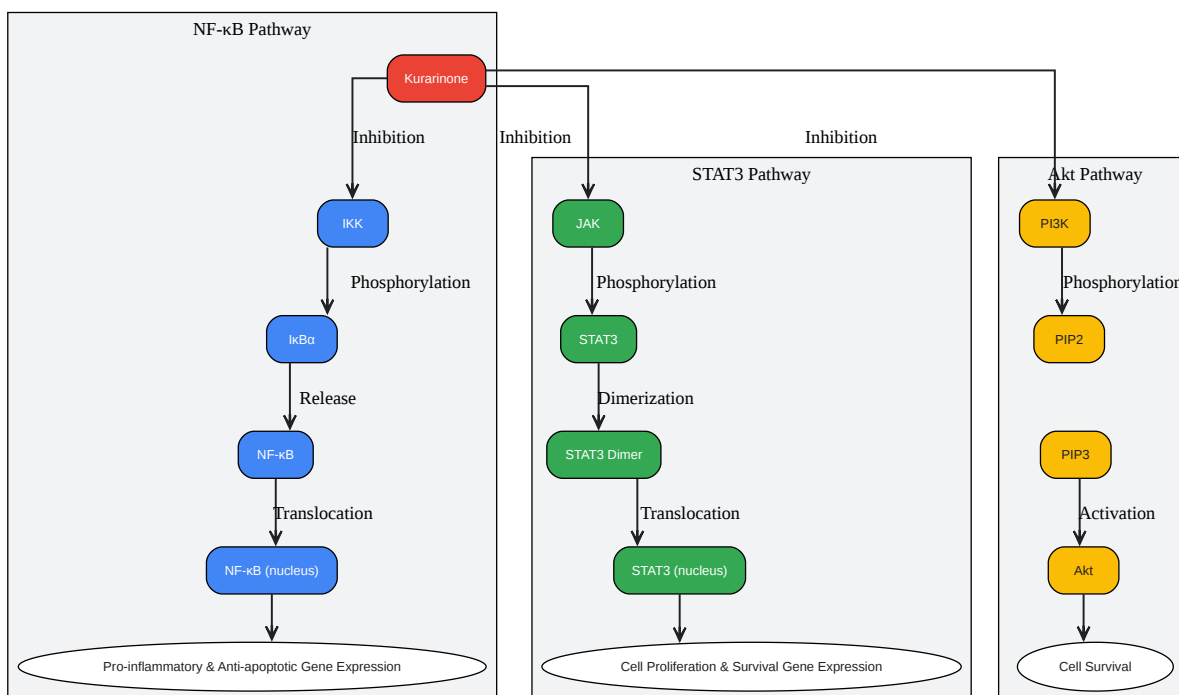 NF-κB Pathway
Kurarinone
Inhibition
Inhibition
Inhibition
STAT3 Pathway
Akt Pathway
IKK
JAK
PI3K
Phosphorylation
Phosphorylation
Phosphorylation
IκBα
STAT3
PIP2
Release
Dimerization
NF-κB
STAT3 Dimer
PIP3
Translocation
Translocation
Activation
NF-κB (nucleus)
STAT3 (nucleus)
Akt
Pro-inflammatory & Anti-apoptotic Gene Expression
Cell Proliferation & Survival Gene Expression
Cell Survival